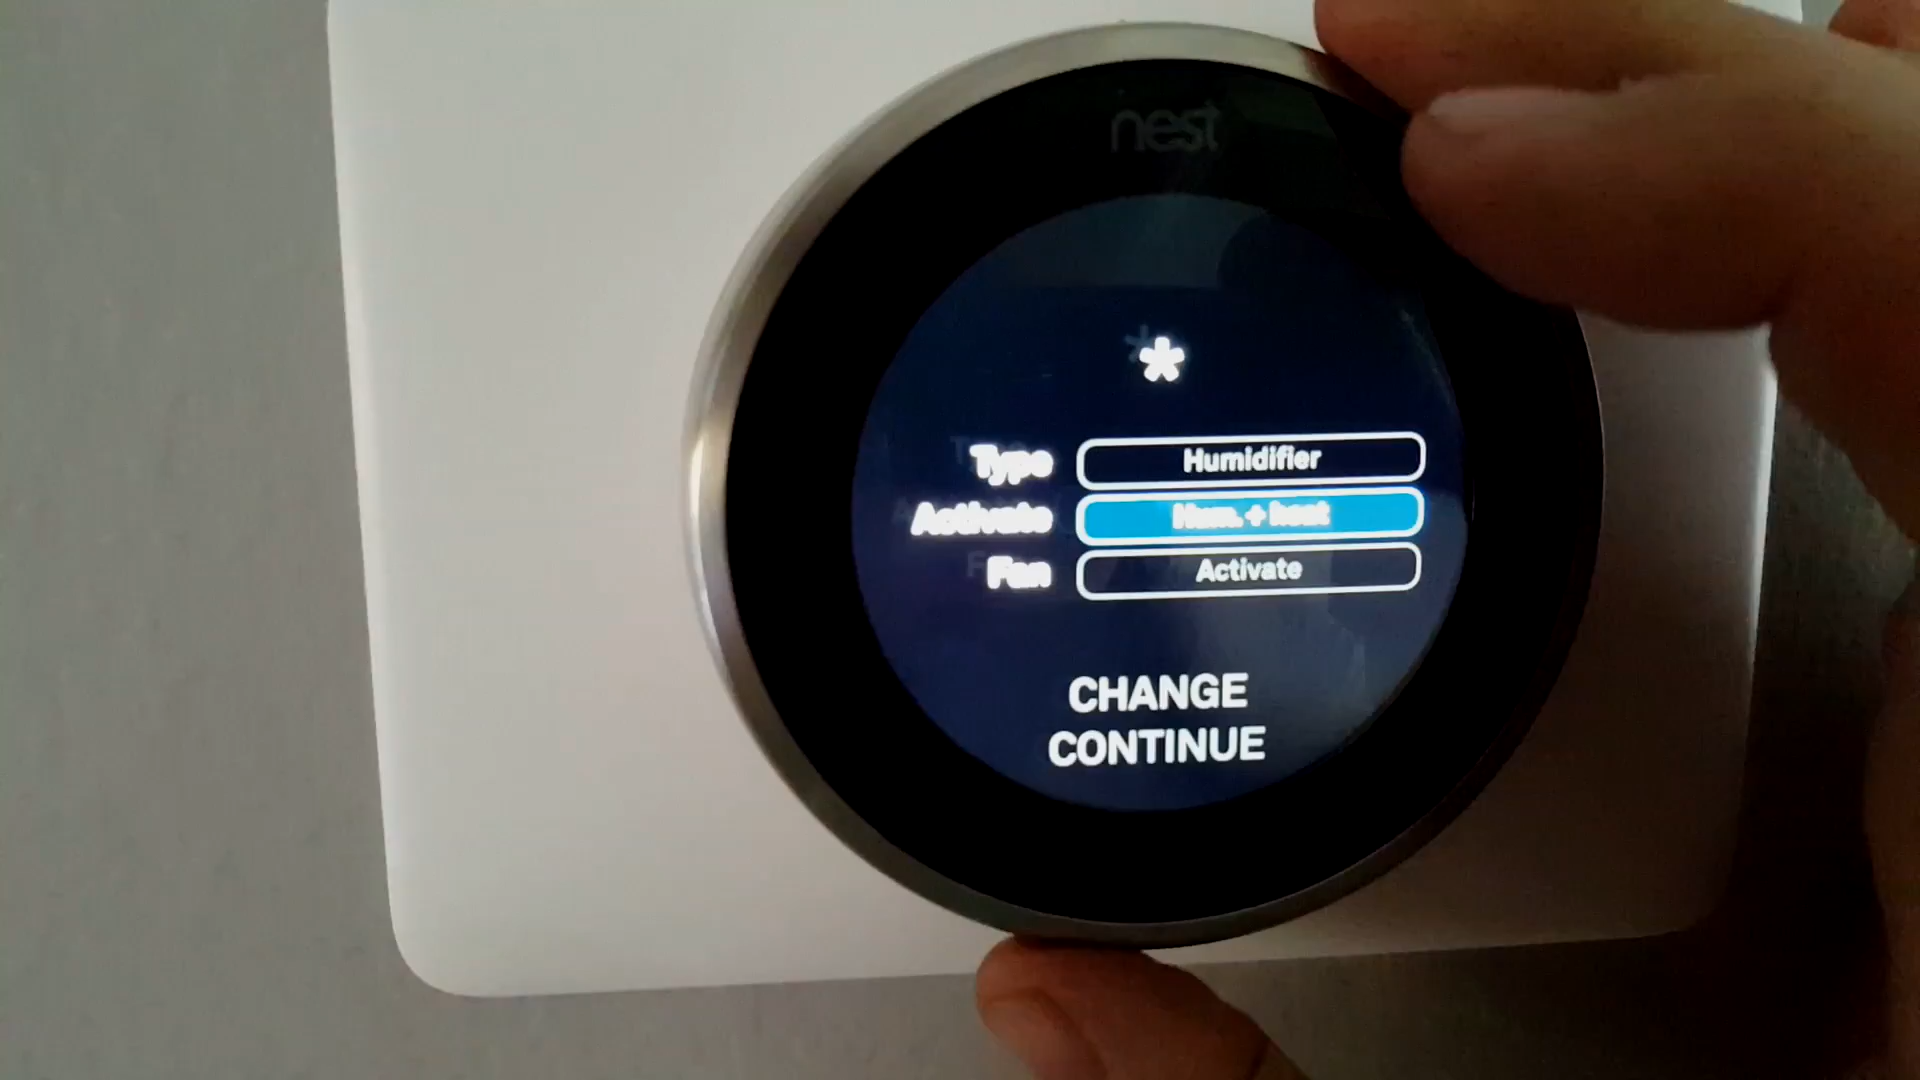 nest
*
Type Humidifier
Activate Hum. + heat
Fan Activate
CHANGE
CONTINUE